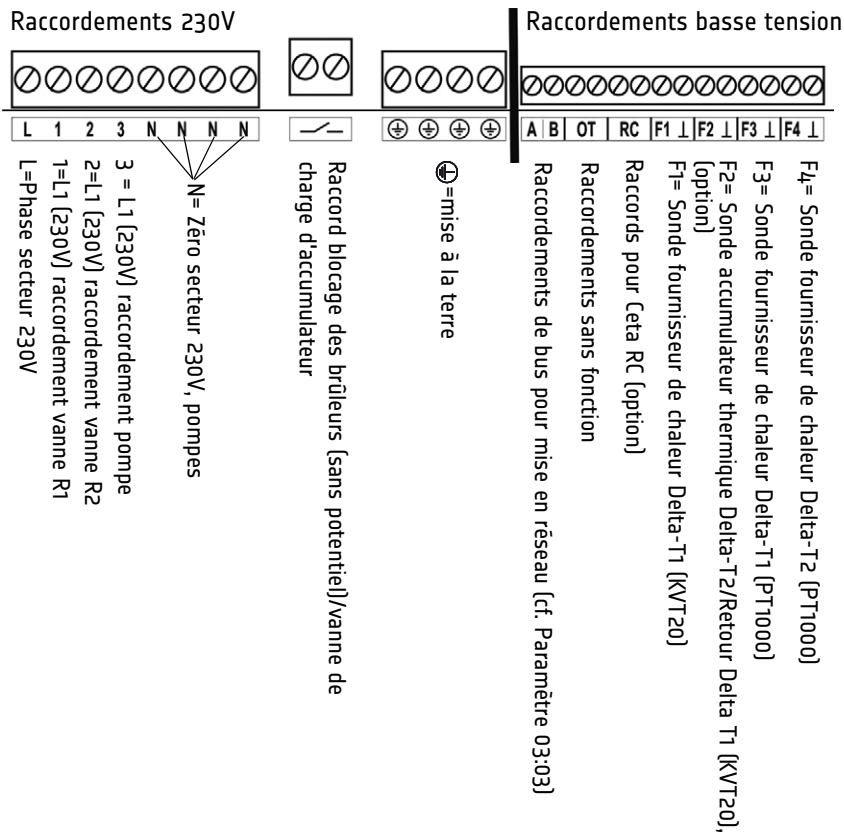 Raccordements 230V
Raccordements basse tension
L 1 2 3 N N N N
A B OT RC F1 ⊥ F2 ⊥ F3 ⊥ F4 ⊥
L=Phase secteur 230V
1=L1 (230V) raccordement vanne R1
2=L1 (230V) raccordement vanne R2
3 = L1 (230V) raccordement pompe
N= Zéro secteur 230V, pompes
Raccord blocage des brûleurs (sans potentiel)/vanne de
charge d'accumulateur
=mise à la terre
Raccordements de bus pour mise en réseau (cf. Paramètre 03:03)
Raccordements sans fonction
Raccords pour Ceta RC (option)
F1= Sonde fournisseur de chaleur Delta-T1 (KVT20)
F2= Sonde accumulateur thermique Delta-T2/Retour Delta T1 (KVT20),
(option)
F3= Sonde fournisseur de chaleur Delta-T1 (PT1000)
F4= Sonde fournisseur de chaleur Delta-T2 (PT1000)